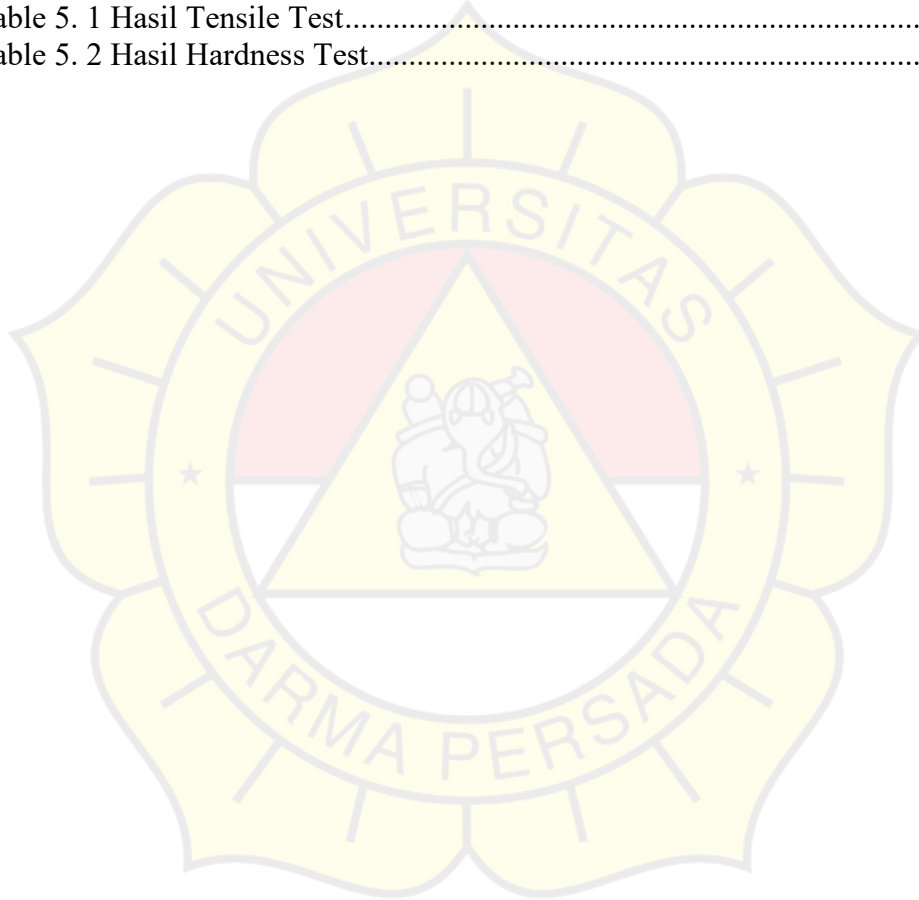 able 5. 1 Hasil Tensile Test..........................................................................
able 5. 2 Hasil Hardness Test.......................................................................
UNIVERSITAS
DARMA PERSADA